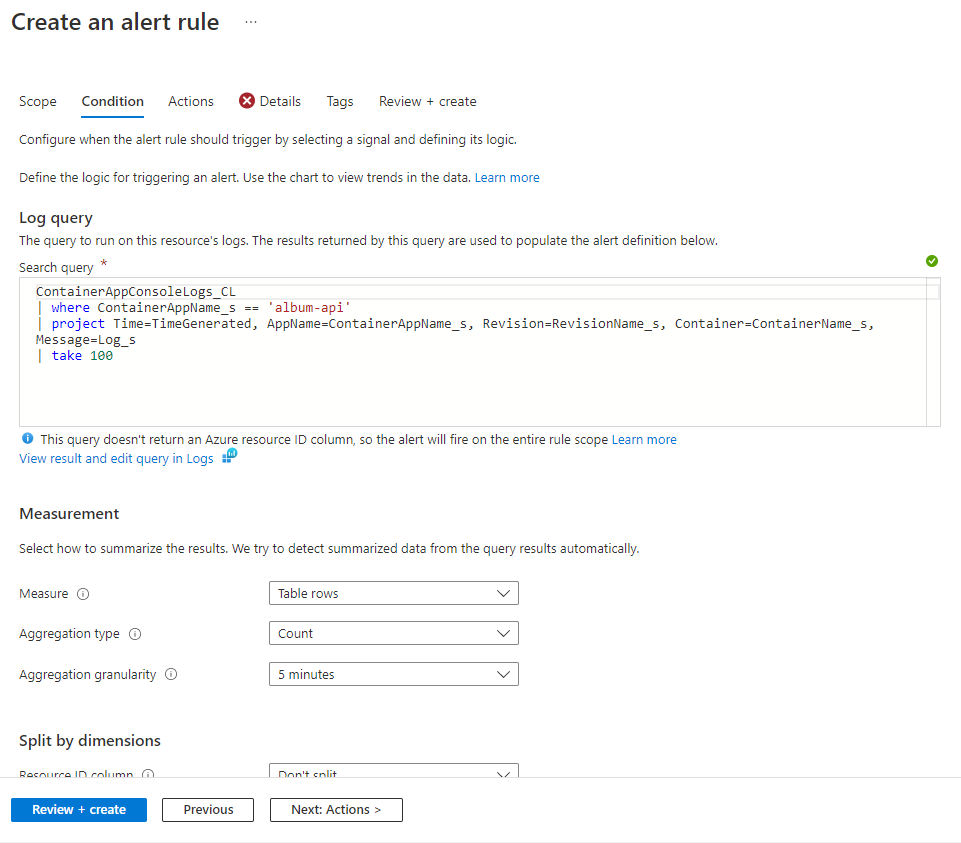 Create an alert rule ...
Scope Condition Actions Details Tags Review + create
Configure when the alert rule should trigger by selecting a signal and defining its logic.
Define the logic for triggering an alert. Use the chart to view trends in the data. Learn more
Log query
The query to run on this resource's logs. The results returned by this query are used to populate the alert definition below.
Search query *
ContainerAppConsoleLogs_CL
| where ContainerAppName_s == 'album-api'
| project Time=TimeGenerated, AppName=ContainerAppName_s, Revision=RevisionName_s, Container=ContainerName_s,
Message=Log_s
| take 100
This query doesn't return an Azure resource ID column, so the alert will fire on the entire rule scope Learn more
View result and edit query in Logs
Measurement
Select how to summarize the results. We try to detect summarized data from the query results automatically.
Measure Table rows
Aggregation type Count
Aggregation granularity 5 minutes
Split by dimensions
Resource ID column Don't split
Review + create Previous Next: Actions >